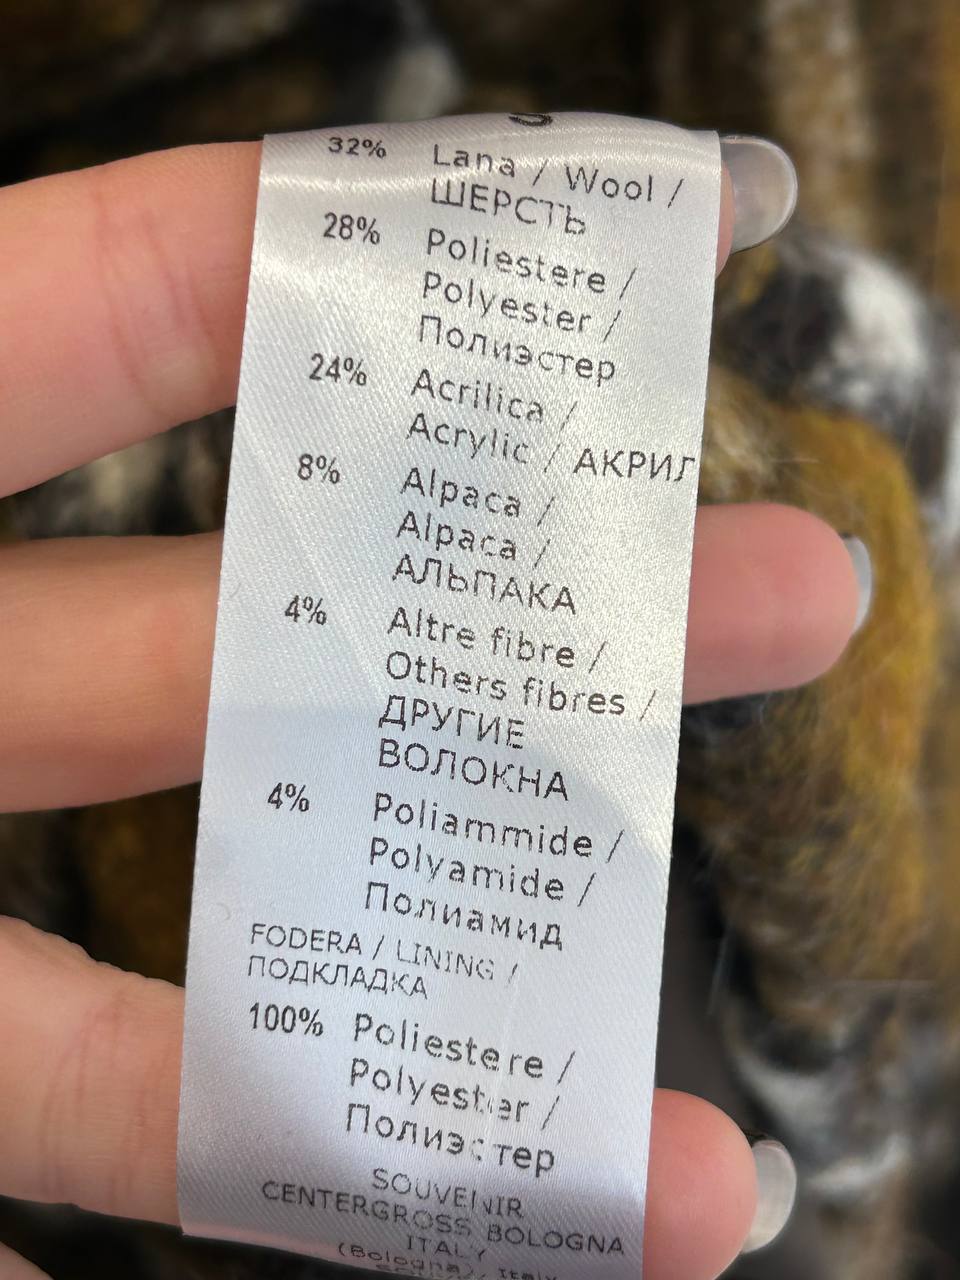 32% Lana / Wool /
ШЕРСТЬ
28% Poliestere /
Polyester /
Полиэстер
24% Acrilica /
Acrylic / АКРИЛ
8% Alpaca /
Alpaca /
АЛЬПАКА
4% Altre fibre /
Others fibres /
ДРУГИЕ
ВОЛОКНА
4% Poliammide /
Polyamide /
Полиамид
FODERA / LINING /
ПОДКЛАДКА
100% Poliestere /
Polyester /
Полиэстер
SOUVENIR
CENTERGROSS BOLOGNA
ITALY
(Bologna) Italy